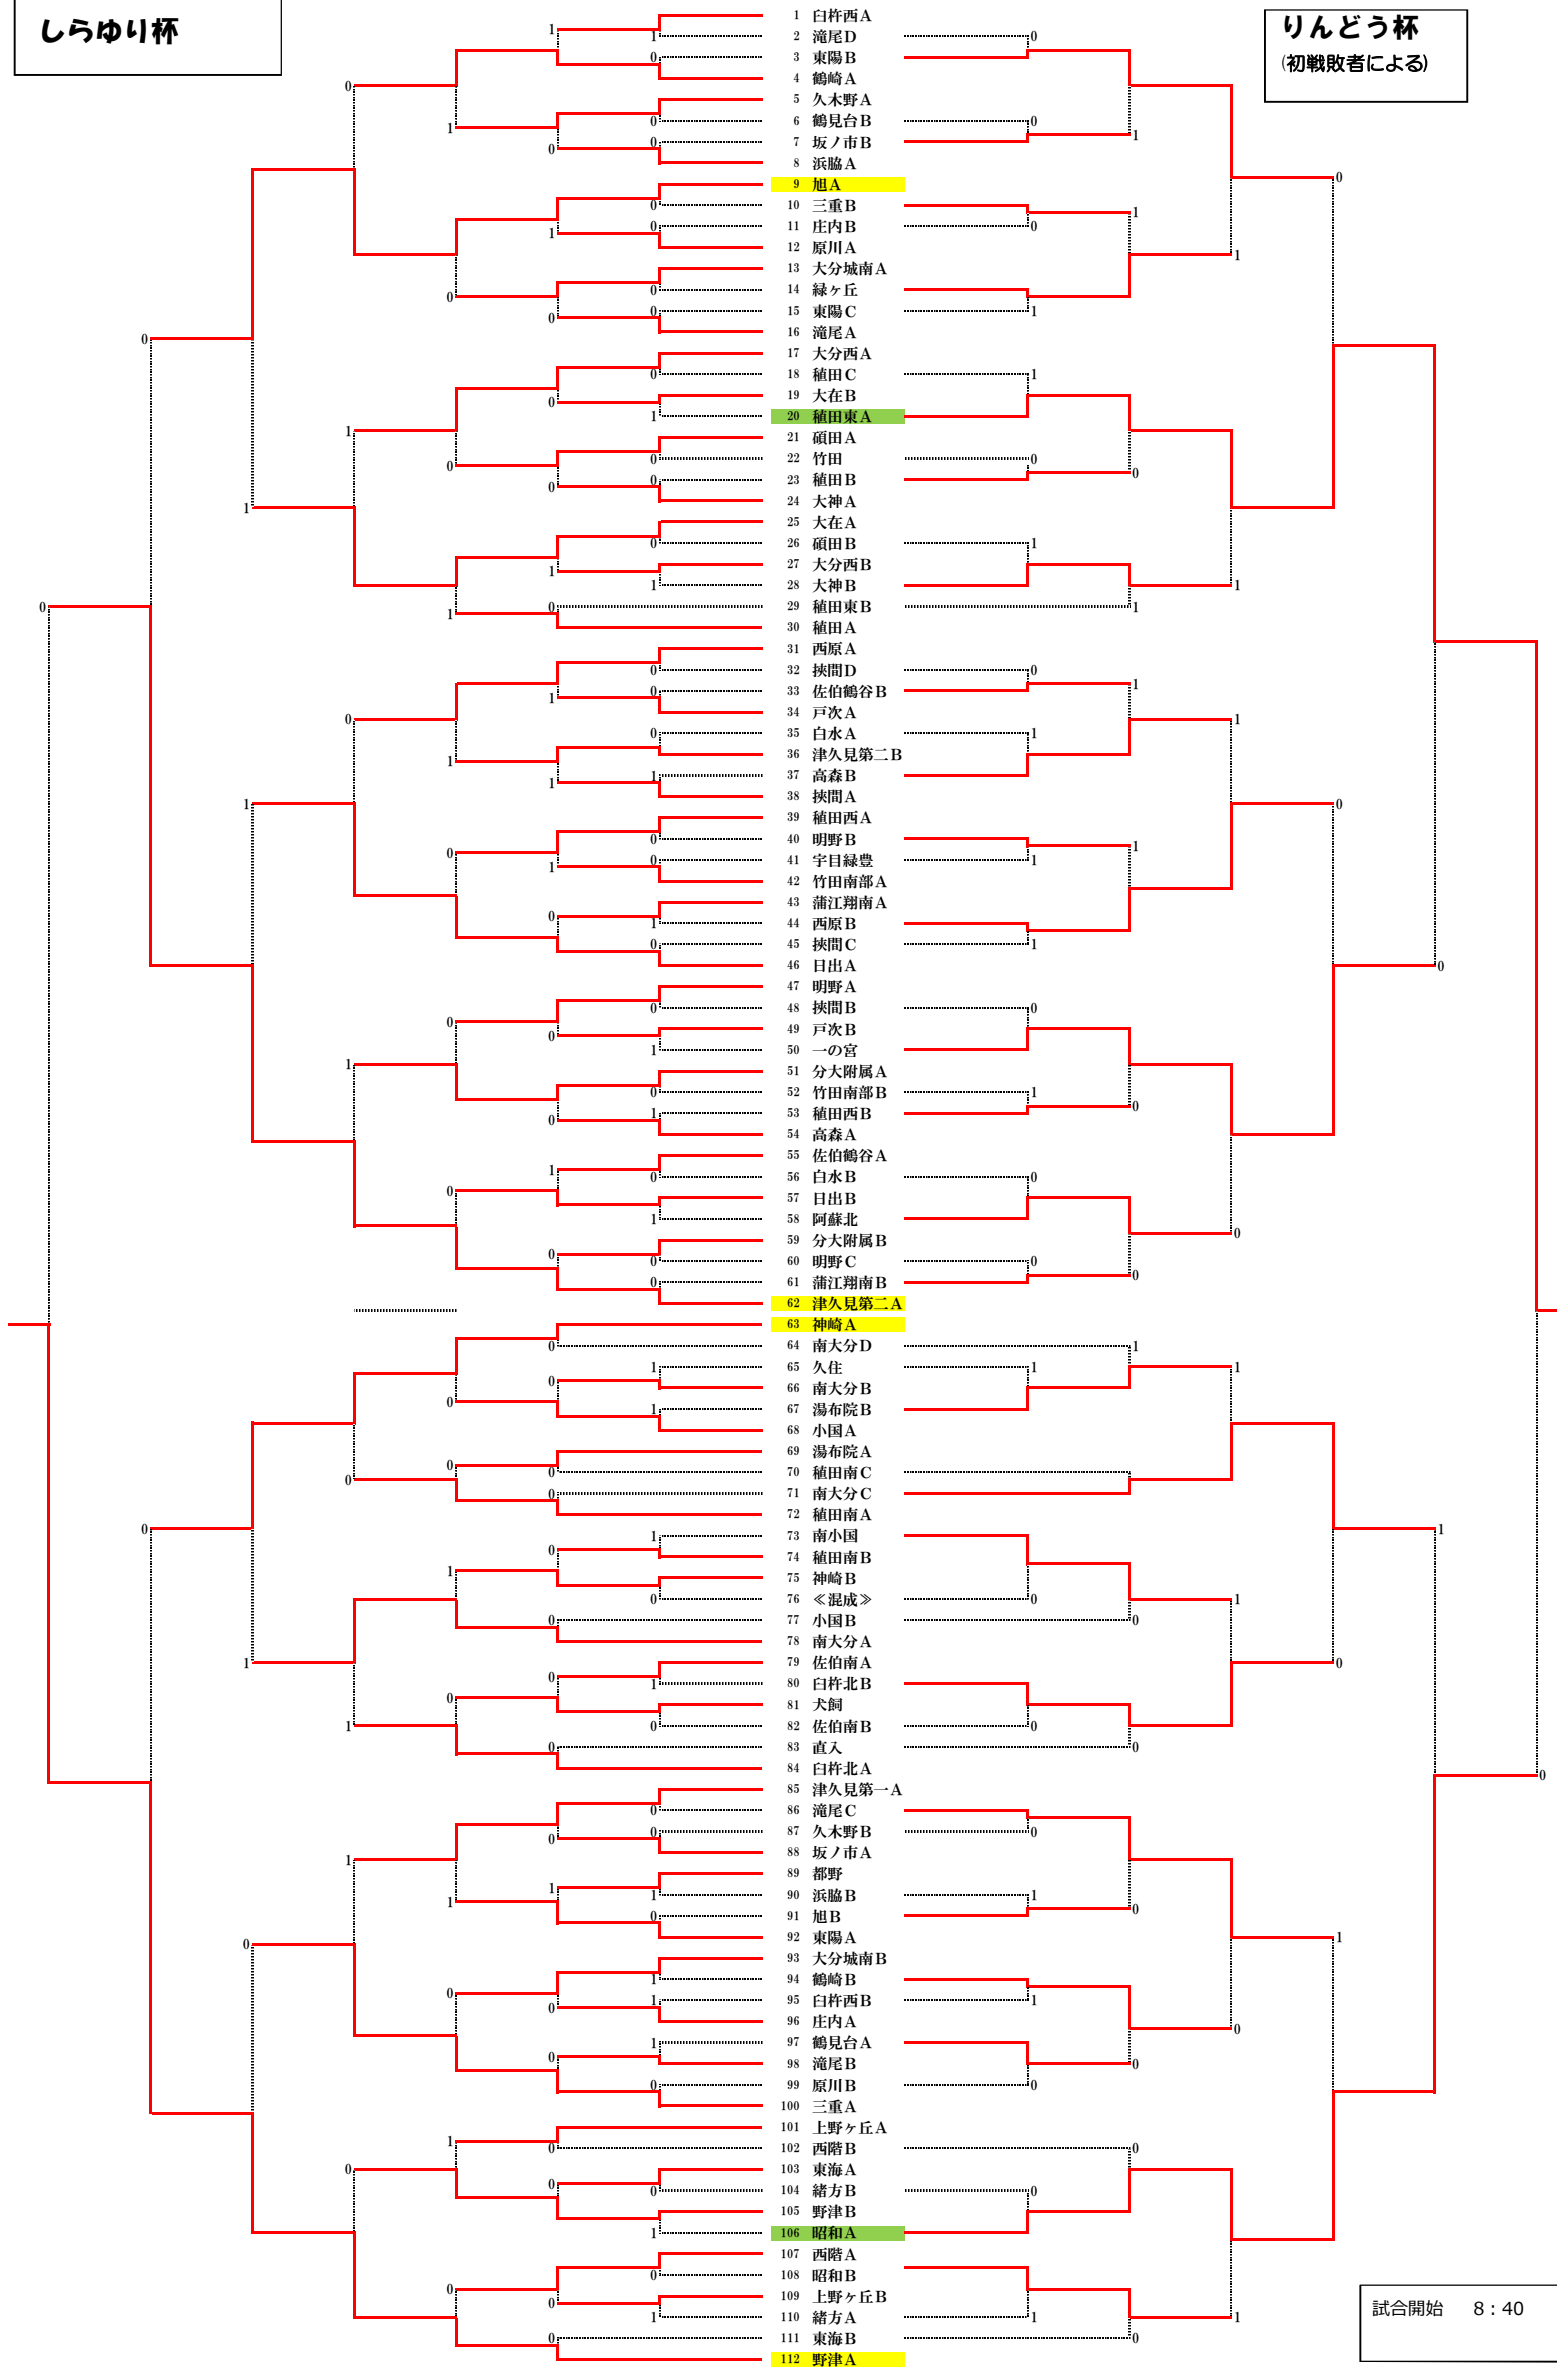 しらゆり杯
りんどう杯
(初戦敗者による)
1 臼杵西A
2 滝尾D
3 東陽B
4 鶴崎A
5 久木野A
6 鶴見台B
7 坂ノ市B
8 浜脇A
9 旭A
10 三重B
11 庄内B
12 原川A
13 大分城南A
14 緑ヶ丘
15 東陽C
16 滝尾A
17 大分西A
18 稙田C
19 大在B
20 稙田東A
21 碩田A
22 竹田
23 稙田B
24 大神A
25 大在A
26 碩田B
27 大分西B
28 大神B
29 稙田東B
30 稙田A
31 西原A
32 挾間D
33 佐伯鶴谷B
34 戸次A
35 白水A
36 津久見第二B
37 高森B
38 挾間A
39 稙田西A
40 明野B
41 宇目緑豊
42 竹田南部A
43 蒲江翔南A
44 西原B
45 挾間C
46 日出A
47 明野A
48 挾間B
49 戸次B
50 一の宮
51 分大附属A
52 竹田南部B
53 稙田西B
54 高森A
55 佐伯鶴谷A
56 白水B
57 日出B
58 阿蘇北
59 分大附属B
60 明野C
61 蒲江翔南B
62 津久見第二A
63 神崎A
64 南大分D
65 久住
66 南大分B
67 湯布院B
68 小国A
69 湯布院A
70 稙田南C
71 南大分C
72 稙田南A
73 南小国
74 稙田南B
75 神崎B
76 ≪混成≫
77 小国B
78 南大分A
79 佐伯南A
80 臼杵北B
81 犬飼
82 佐伯南B
83 直入
84 臼杵北A
85 津久見第一A
86 滝尾C
87 久木野B
88 坂ノ市A
89 都野
90 浜脇B
91 旭B
92 東陽A
93 大分城南B
94 鶴崎B
95 臼杵西B
96 庄内A
97 鶴見台A
98 滝尾B
99 原川B
100 三重A
101 上野ヶ丘A
102 西階B
103 東海A
104 緒方B
105 野津B
106 昭和A
107 西階A
108 昭和B
109 上野ヶ丘B
110 緒方A
111 東海B
112 野津A
試合開始 8：40